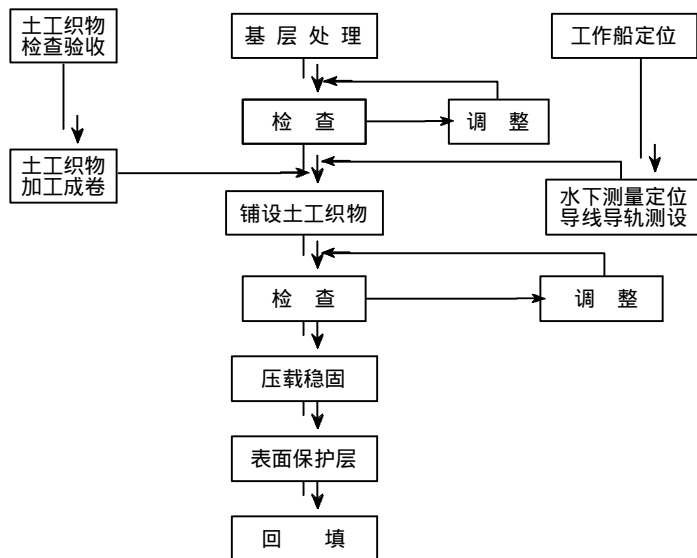 土工织物
检查验收
基 层 处 理
工作船定位
检 查
调 整
土工织物
加工成卷
水下测量定位
导线导轨测设
铺设土工织物
检 查
调 整
压载稳固
表面保护层
回 填